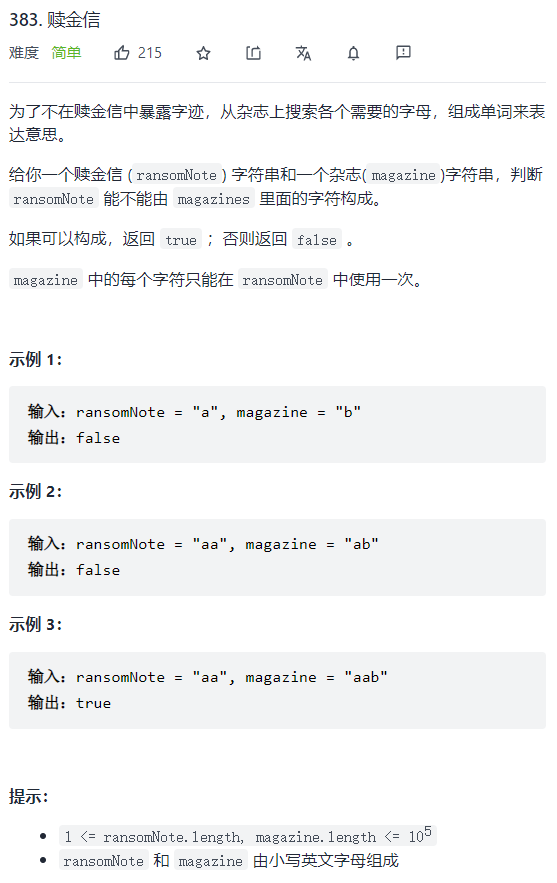 383. 赎金信
难度 简单 215
为了不在赎金信中暴露字迹，从杂志上搜索各个需要的字母，组成单词来表
达意思。
给你一个赎金信 (ransomNote) 字符串和一个杂志(magazine)字符串，判断
ransomNote 能不能由 magazines 里面的字符构成。
如果可以构成，返回 true ；否则返回 false 。
magazine 中的每个字符只能在 ransomNote 中使用一次。
示例 1：
输入：ransomNote = "a", magazine = "b"
输出：false
示例 2：
输入：ransomNote = "aa", magazine = "ab"
输出：false
示例 3：
输入：ransomNote = "aa", magazine = "aab"
输出：true
提示：
• 1 <= ransomNote.length, magazine.length <= 10⁵
• ransomNote 和 magazine 由小写英文字母组成